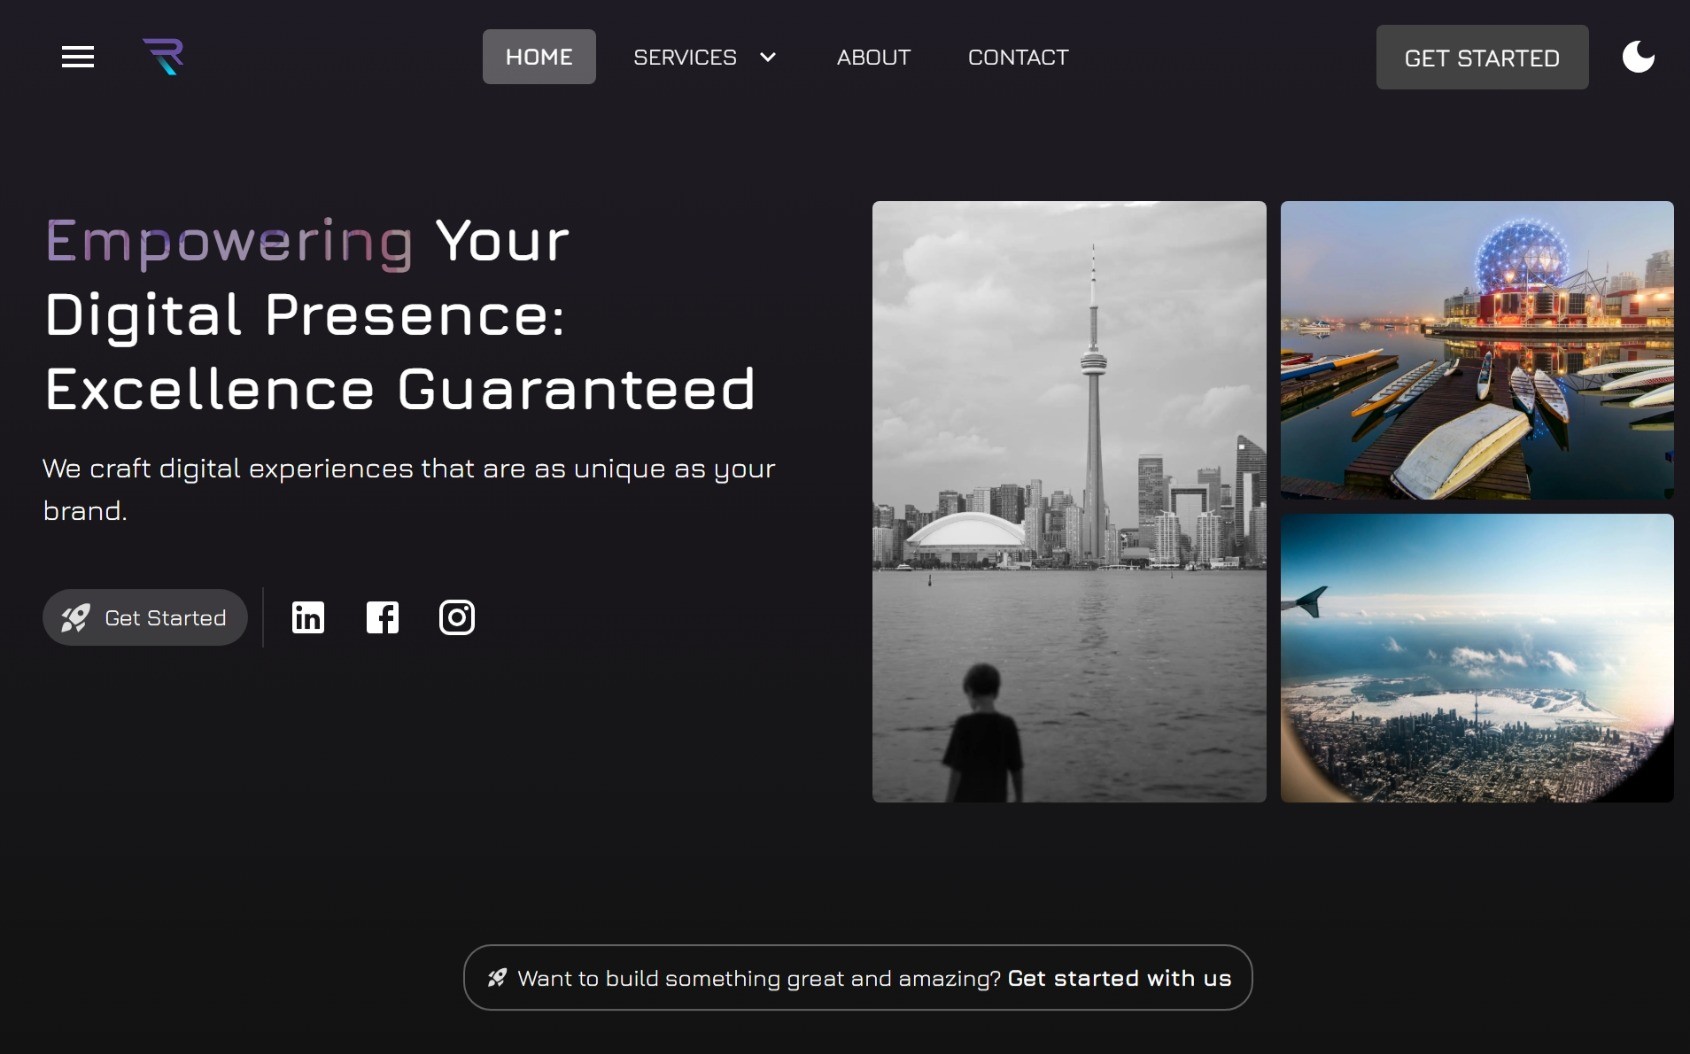 HOME
SERVICES
ABOUT
CONTACT
GET STARTED
Empowering Your
Digital Presence:
Excellence Guaranteed
We craft digital experiences that are as unique as your
brand.
Get Started
Want to build something great and amazing? Get started with us